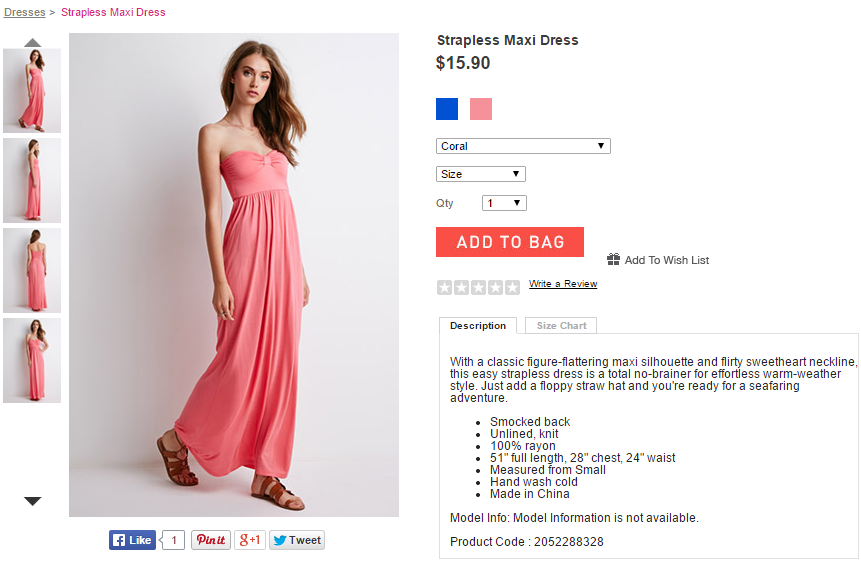 Dresses > Strapless Maxi Dress
Strapless Maxi Dress
$15.90
Coral
Size
Qty 1
ADD TO BAG
Add To Wish List
Write a Review
Description Size Chart
With a classic figure-flattering maxi silhouette and flirty sweetheart neckline,
this easy strapless dress is a total no-brainer for effortless warm-weather
style. Just add a floppy straw hat and you're ready for a seafaring
adventure.
• Smocked back
• Unlined, knit
• 100% rayon
• 51" full length, 28" chest, 24" waist
• Measured from Small
• Hand wash cold
• Made in China
Model Info: Model Information is not available.
Product Code : 2052288328
Like 1 Pin it g+1 Tweet